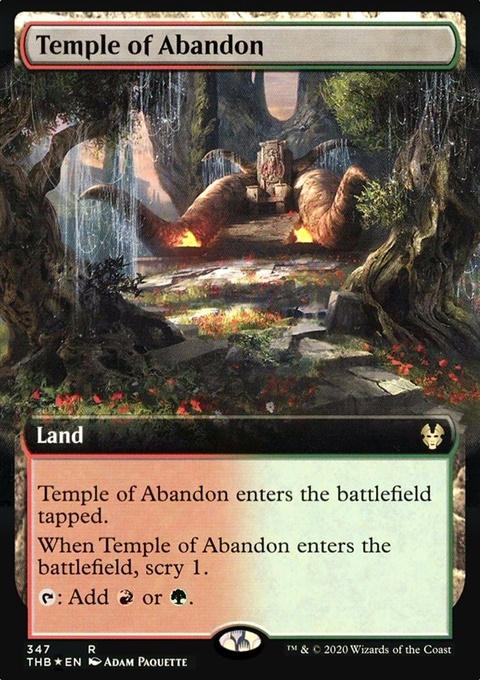 Temple of Abandon
Land
Temple of Abandon enters the battlefield
tapped.
When Temple of Abandon enters the
battlefield, scry 1.
: Add or .
347 R
THB ★ EN Adam Paquette
™ & © 2020 Wizards of the Coast